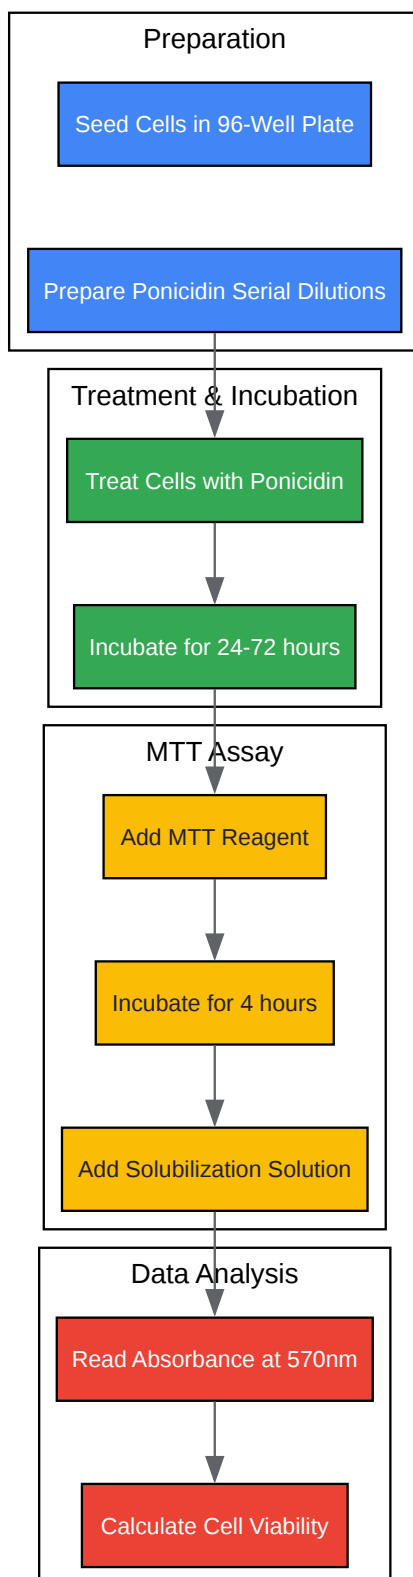 Preparation
Seed Cells in 96-Well Plate
Prepare Ponicidin Serial Dilutions
Treatment & Incubation
Treat Cells with Ponicidin
Incubate for 24-72 hours
MTT Assay
Add MTT Reagent
Incubate for 4 hours
Add Solubilization Solution
Data Analysis
Read Absorbance at 570nm
Calculate Cell Viability